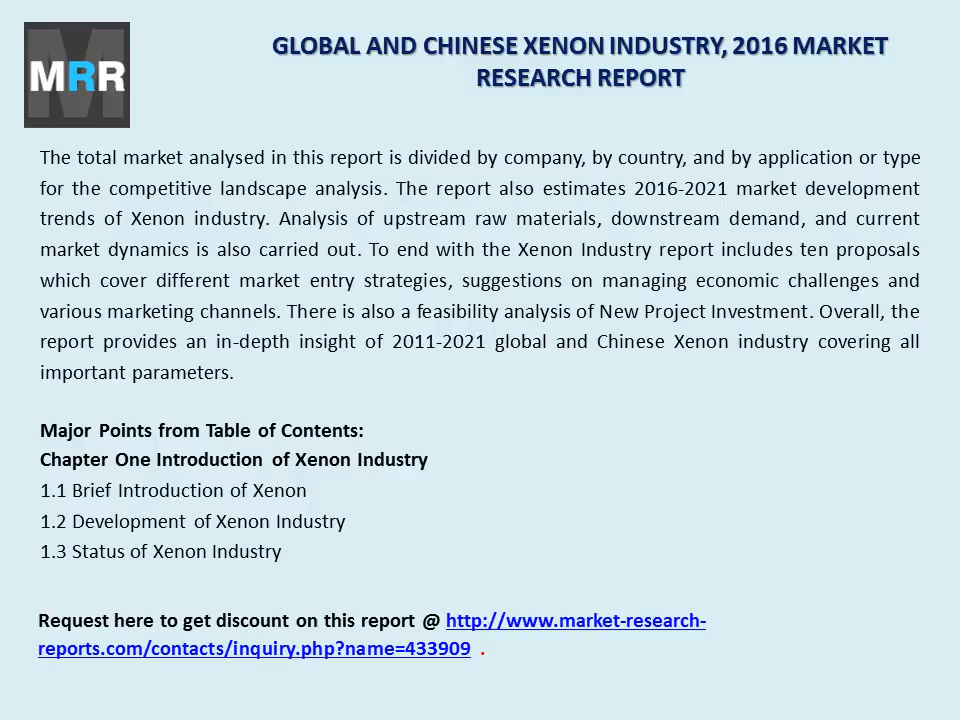 MRR
GLOBAL AND CHINESE XENON INDUSTRY, 2016 MARKET
RESEARCH REPORT
The total market analysed in this report is divided by company, by country, and by application or type
for the competitive landscape analysis. The report also estimates 2016-2021 market development
trends of Xenon industry. Analysis of upstream raw materials, downstream demand, and current
market dynamics is also carried out. To end with the Xenon Industry report includes ten proposals
which cover different market entry strategies, suggestions on managing economic challenges and
various marketing channels. There is also a feasibility analysis of New Project Investment. Overall, the
report provides an in-depth insight of 2011-2021 global and Chinese Xenon industry covering all
important parameters.
Major Points from Table of Contents:
Chapter One Introduction of Xenon Industry
1.1 Brief Introduction of Xenon
1.2 Development of Xenon Industry
1.3 Status of Xenon Industry
Request here to get discount on this report @ http://www.market-research-
reports.com/contacts/inquiry.php?name=433909 .